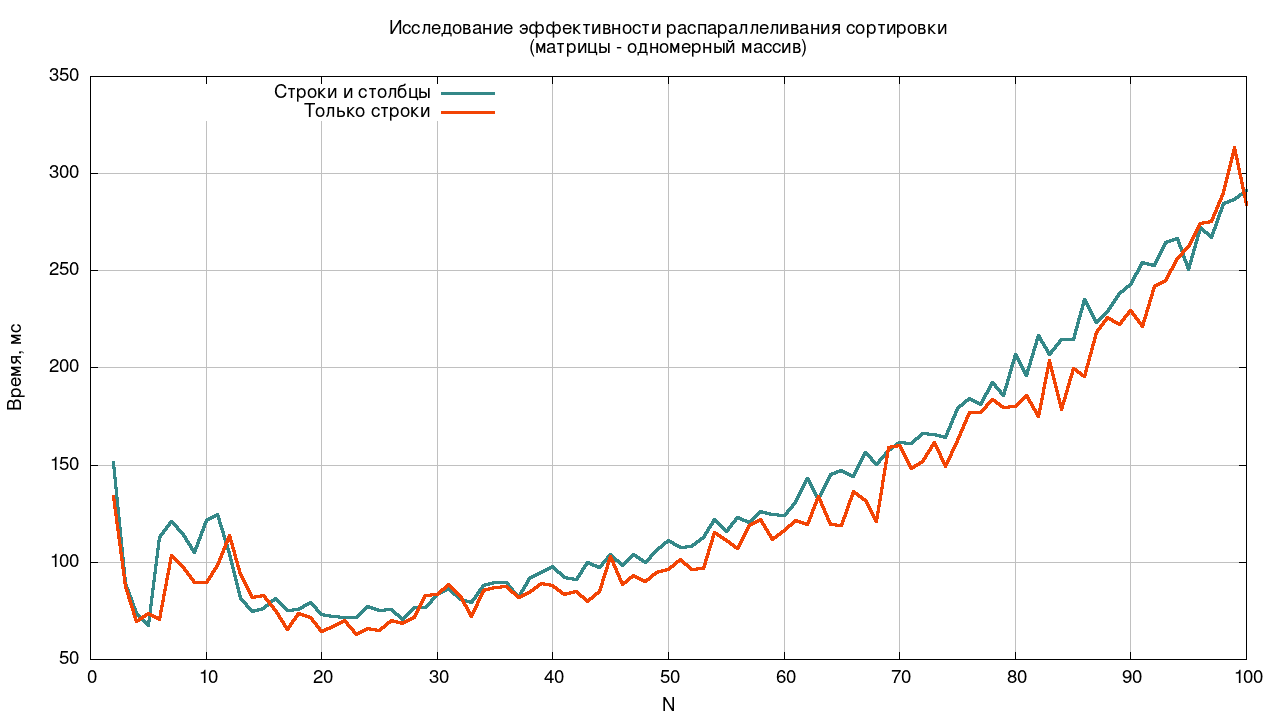 Исследование эффективности распараллеливания сортировки
(матрицы - одномерный массив)
Строки и столбцы
Только строки
350
300
250
200
150
100
50
Время, мс
0 10 20 30 40 50 60 70 80 90 100
N